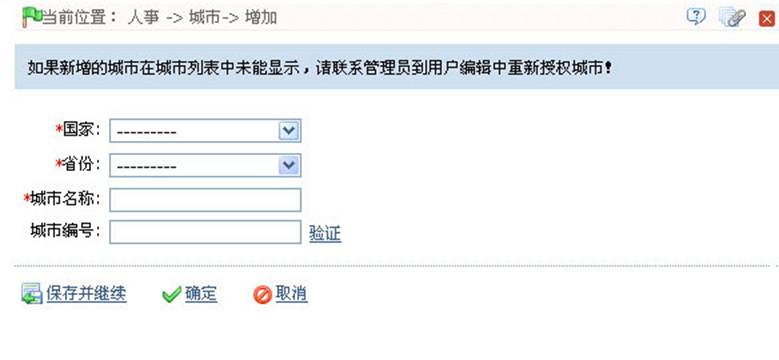 当前位置： 人事 -> 城市-> 增加
如果新增的城市在城市列表中未能显示，请联系管理员到用户编辑中重新授权城市！
*国家： ---------
*省份： ---------
*城市名称：
城市编号： 验证
保存并继续 确定 取消